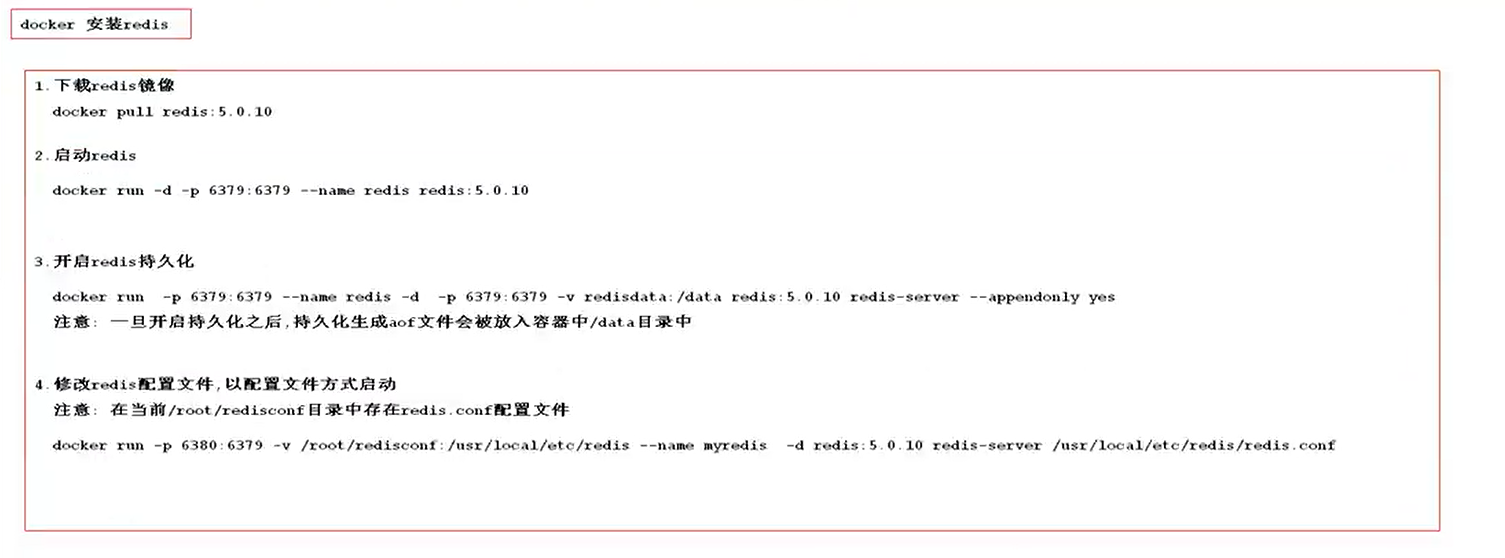 docker 安装redis
1.下载redis镜像
docker pull redis:5.0.10
2.启动redis
docker run -d -p 6379:6379 --name redis redis:5.0.10
3.开启redis持久化
docker run  -p 6379:6379 --name redis -d  -p 6379:6379 -v redisdata:/data redis:5.0.10 redis-server --appendonly yes
注意: 一旦开启持久化之后,持久化生成aof文件会被放入容器中/data目录中
4.修改redis配置文件,以配置文件方式启动
注意: 在当前/root/redisconf目录中存在redis.conf配置文件
docker run -p 6380:6379 -v /root/redisconf:/usr/local/etc/redis --name myredis  -d redis:5.0.10 redis-server /usr/local/etc/redis/redis.conf